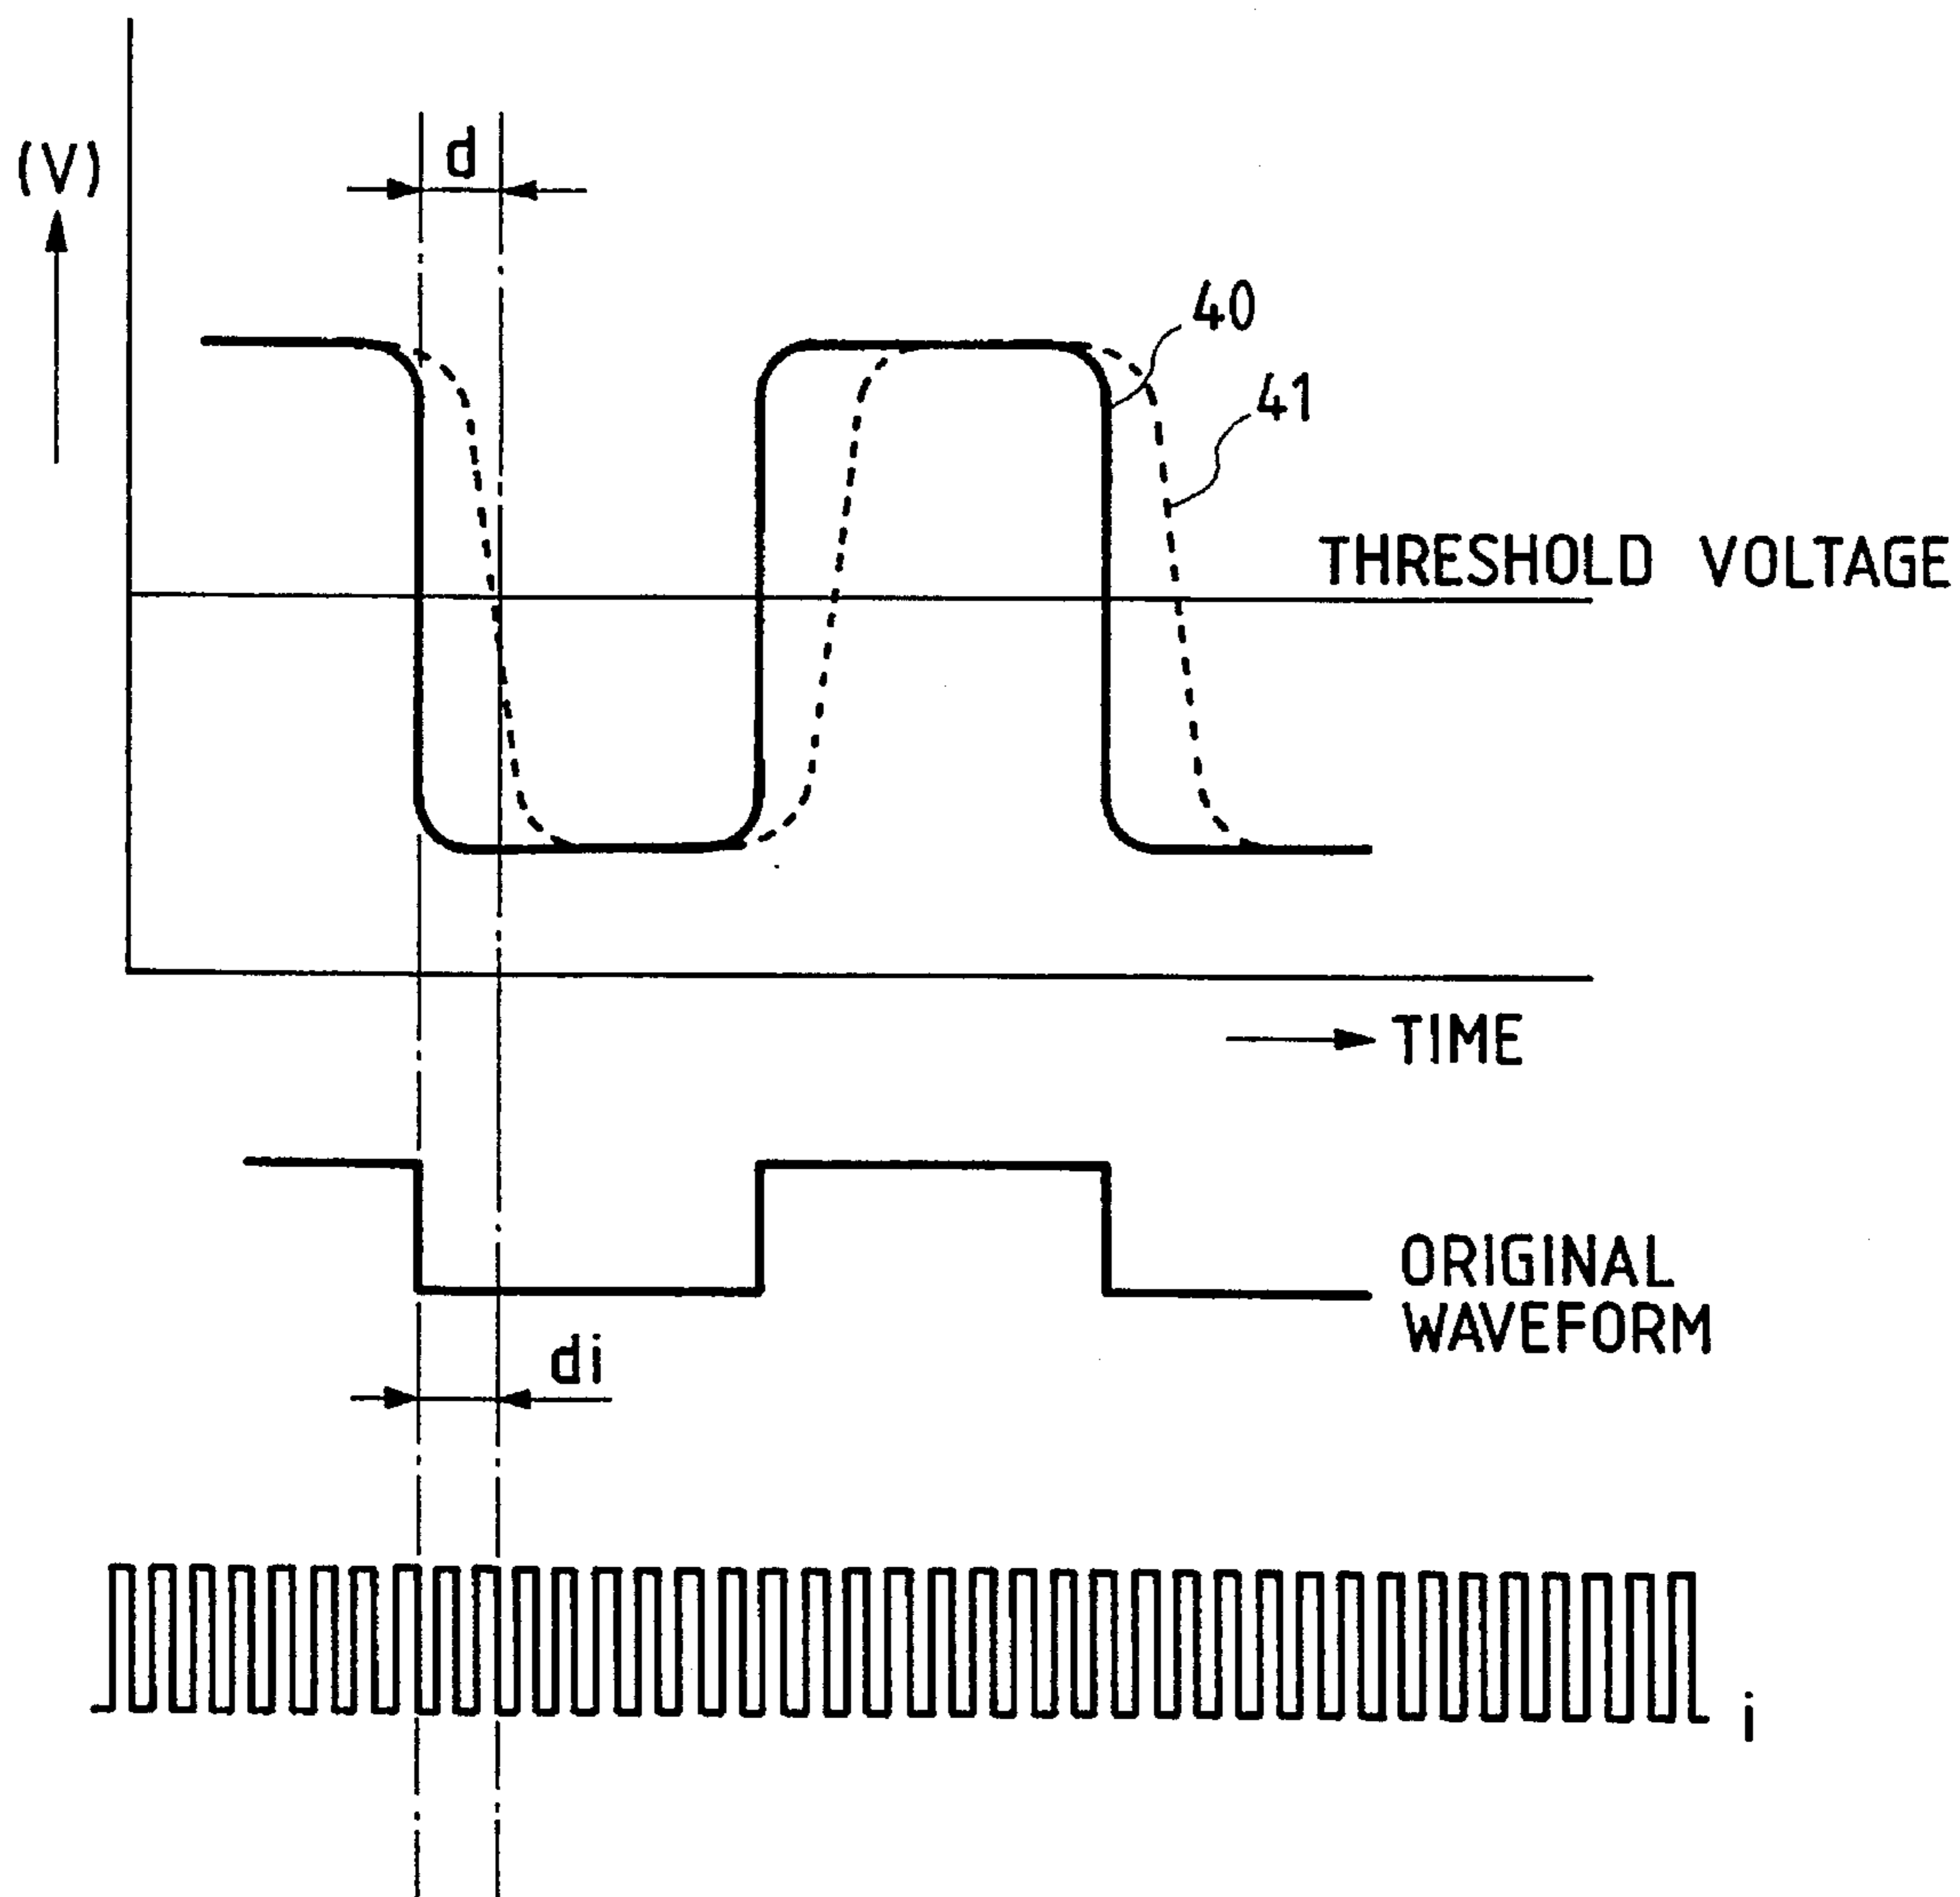 (V)
d
40
41
THRESHOLD VOLTAGE
TIME
ORIGINAL
WAVEFORM
di
i